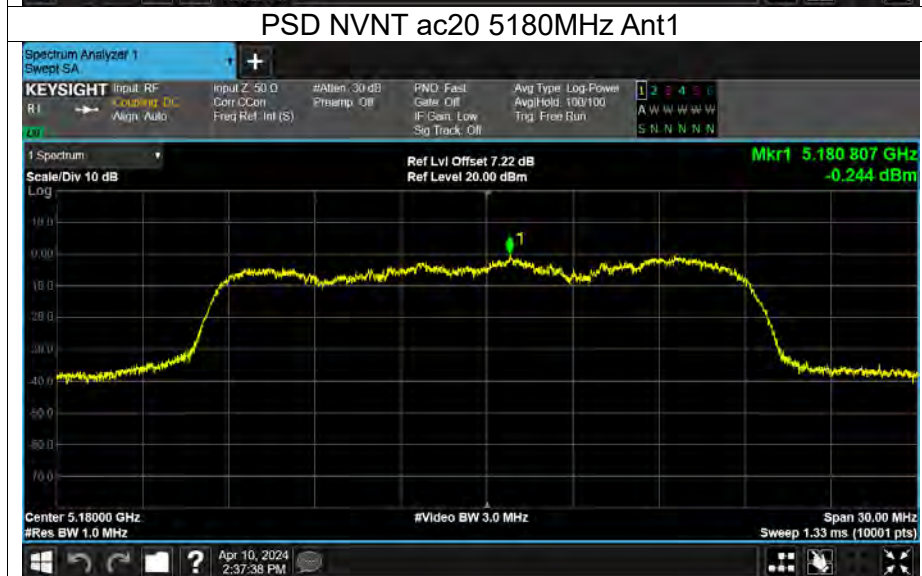 PSD NVNT ac20 5180MHz Ant1
Spectrum Analyzer 1
Swept SA
+
KEYSIGHT Input: RF
Coupling: DC
Align: Auto
Input Z: 50 Ω
Corr CCorr
Freq Ref: Int (S)
#Atten: 30 dB
Preamp: Off
PNO: Fast
Gate: Off
IF Gain: Low
Sig Track: Off
Avg Type: Log-Power
Avg|Hold: 100/100
Trig: Free Run
1 2 3 4 5 6
A W W W W W
S N N N N N
1 Spectrum
Scale/Div 10 dB
Log
Ref Lvl Offset 7.22 dB
Ref Level 20.00 dBm
Mkr1 5.180 807 GHz
-0.244 dBm
10.0
0.00
-10.0
-20.0
-30.0
-40.0
-50.0
-60.0
-70.0
1
Center 5.18000 GHz
#Res BW 1.0 MHz
#Video BW 3.0 MHz
Span 30.00 MHz
Sweep 1.33 ms (10001 pts)
?
Apr 10, 2024
2:37:38 PM